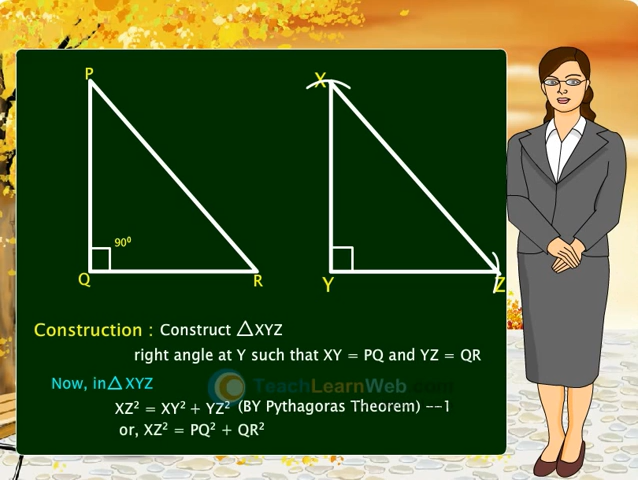 P
X
90⁰
Q
R
Y
Z
Construction : Construct △XYZ
right angle at Y such that XY = PQ and YZ = QR
Now, in△ XYZ
TeachLearnWeb.com
XZ² = XY² + YZ² (BY Pythagoras Theorem) --1
or, XZ² = PQ² + QR²